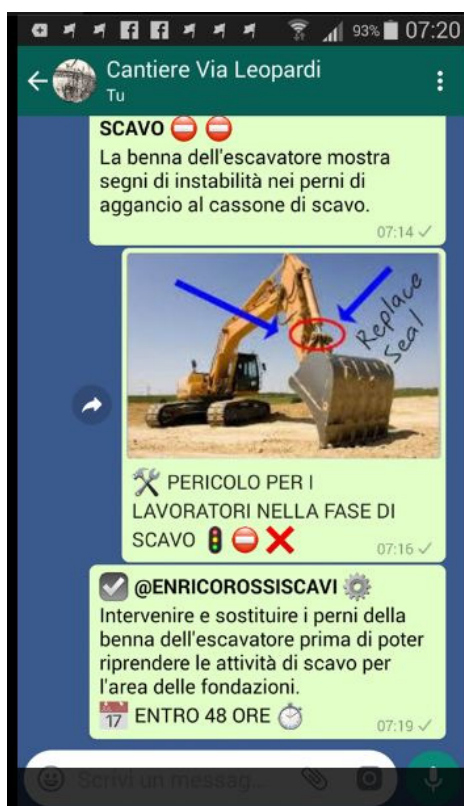 93% 07:20
Cantiere Via Leopardi
Tu
SCAVO ⛔ ⛔
La benna dell'escavatore mostra
segni di instabilità nei perni di
aggancio al cassone di scavo.
07:14 ✓
Replace
Seal
🛠 PERICOLO PER I
LAVORATORI NELLA FASE DI
SCAVO 🚦 ⛔ ❌
07:16 ✓
☑ @ENRICOROSSISCAVI ⚙
Intervenire e sostituire i perni della
benna dell'escavatore prima di poter
riprendere le attività di scavo per
l'area delle fondazioni.
📅 ENTRO 48 ORE ⏱
07:19 ✓
Scrivi un messag...